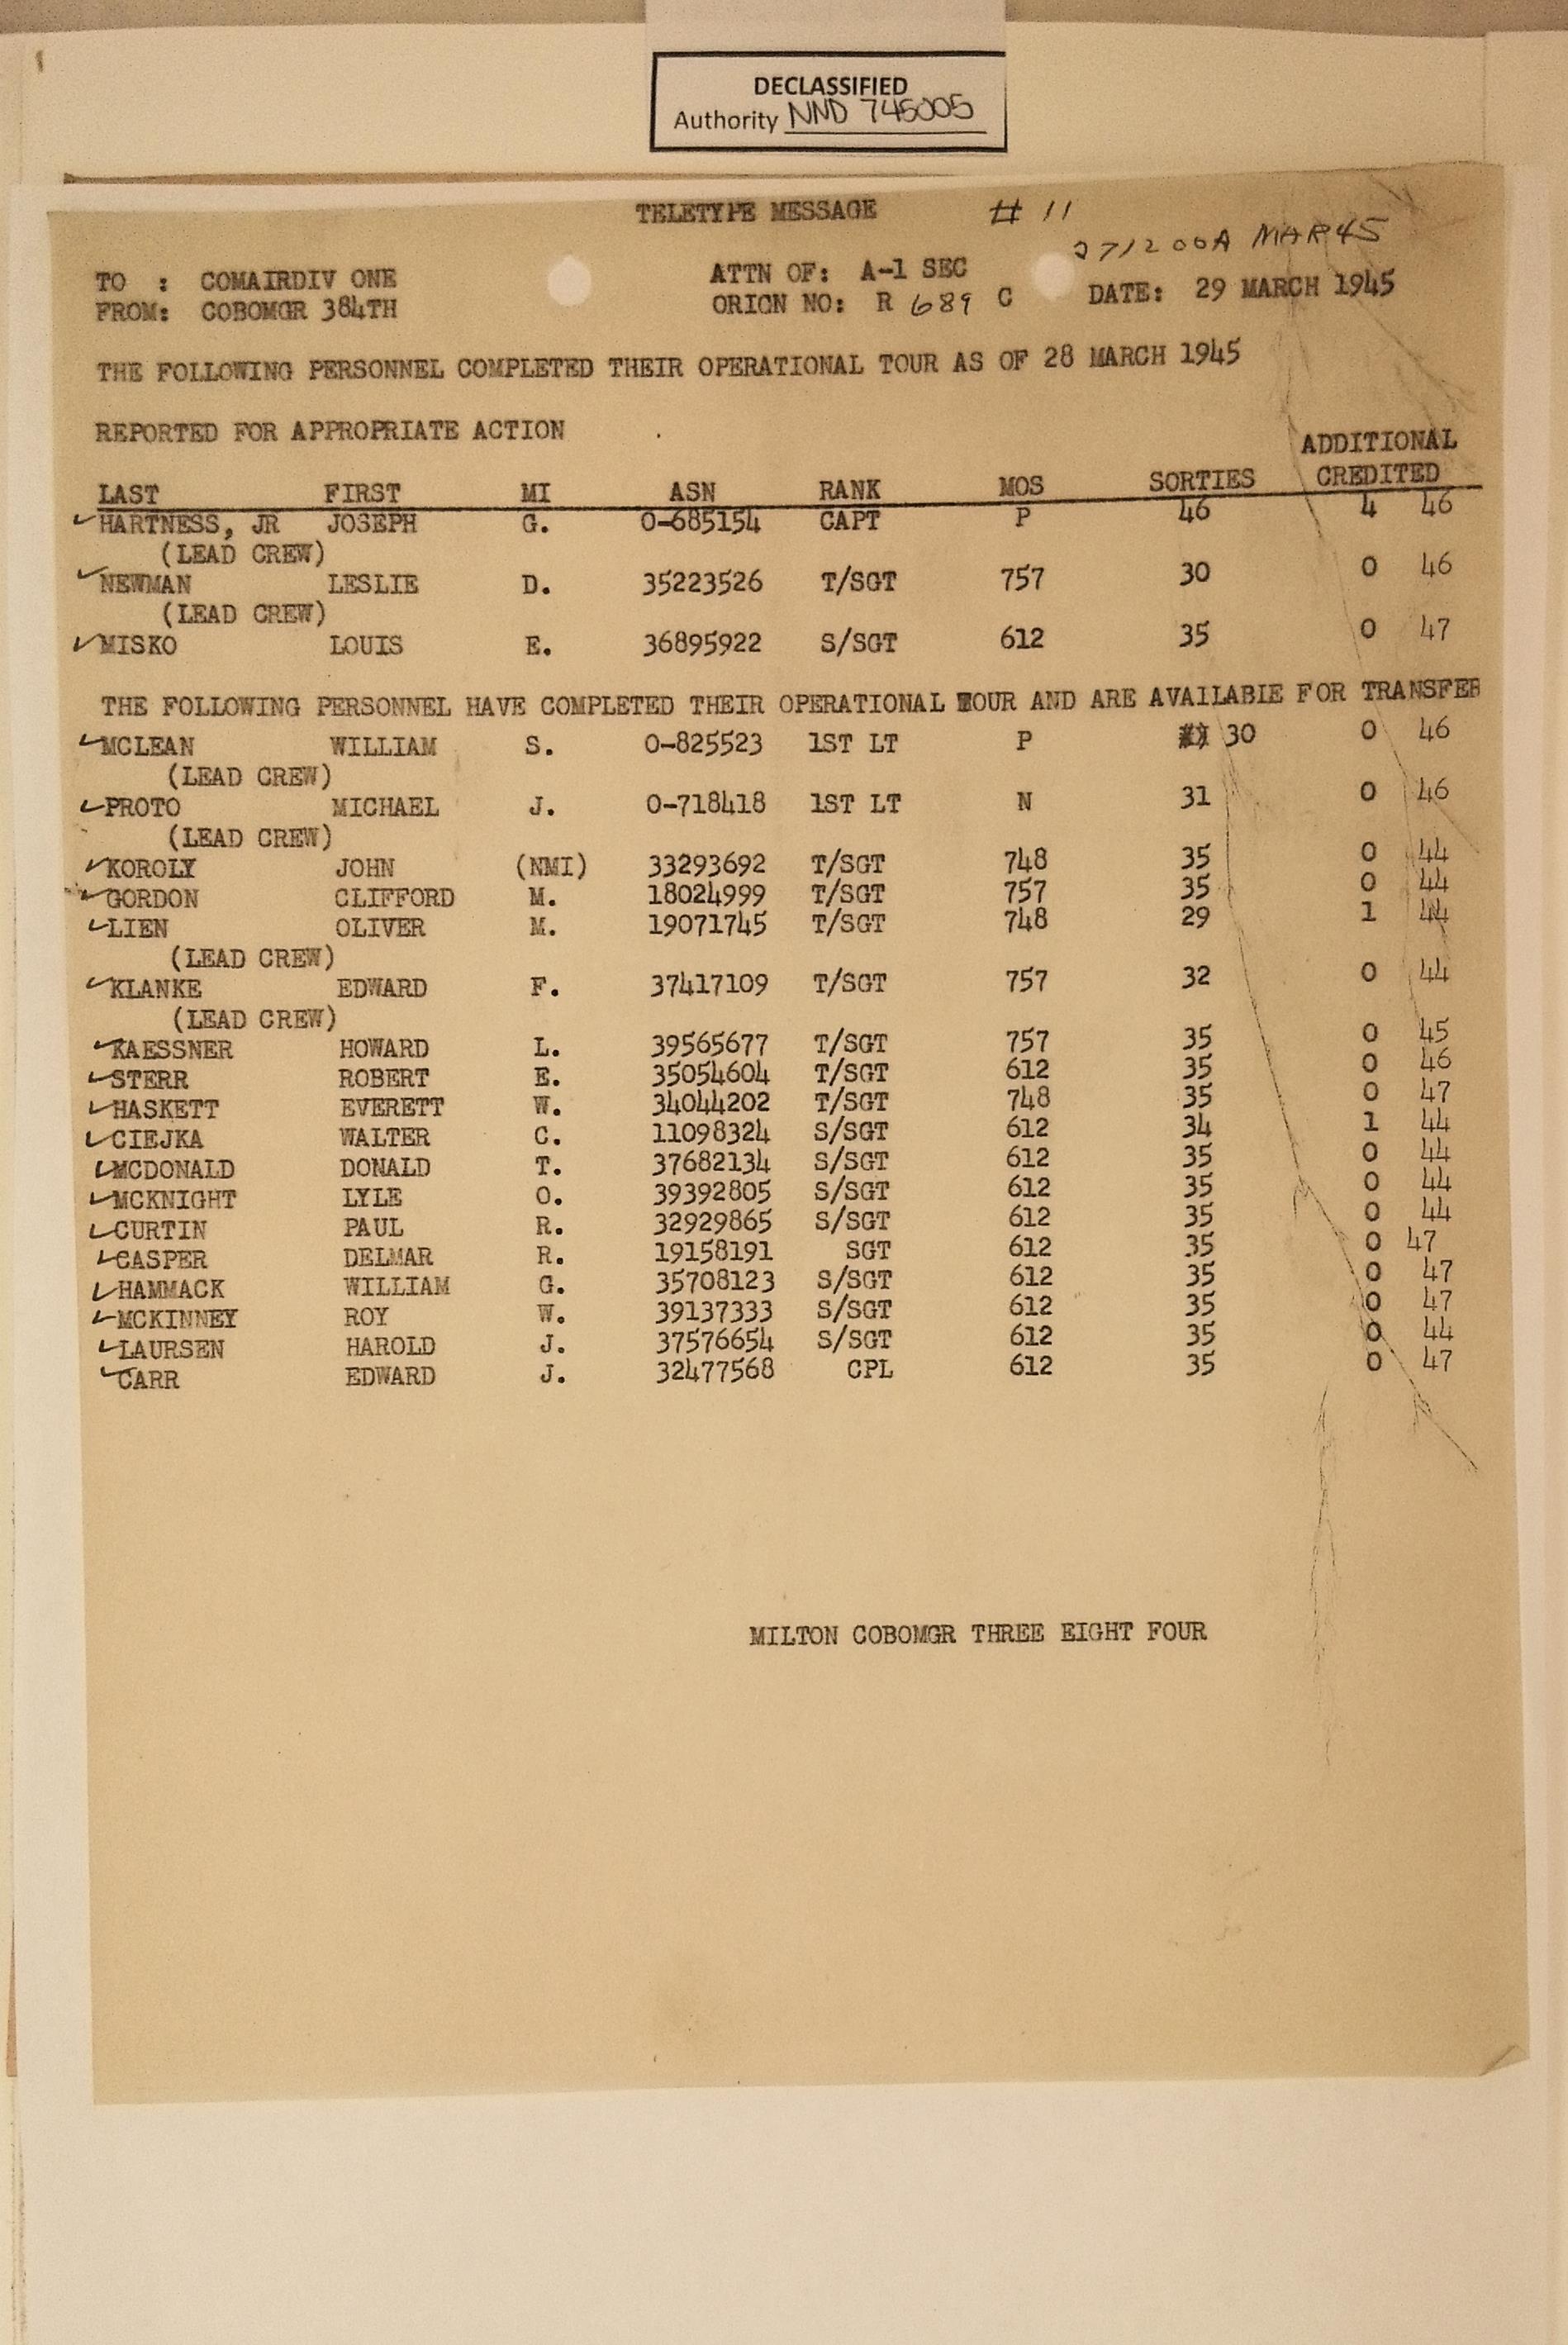 DECLASSIFIED
Authority NND 745005
TELETYPE MESSAGE # 11
271200A MAR45
TO : COMAIRDIV ONE ATTN OF: A-1 SEC
FROM: COBOMGR 384TH ORIGN NO: R 689 C DATE: 29 MARCH 1945
THE FOLLOWING PERSONNEL COMPLETED THEIR OPERATIONAL TOUR AS OF 28 MARCH 1945
REPORTED FOR APPROPRIATE ACTION
ADDITIONAL
LAST FIRST MI ASN RANK MOS SORTIES CREDITED
HARTNESS, JR JOSEPH G. O-685154 CAPT P 46 4 46
(LEAD CREW)
NEWMAN LESLIE D. 35223526 T/SGT 757 30 0 46
(LEAD CREW)
MISKO LOUIS E. 36895922 S/SGT 612 35 0 47
THE FOLLOWING PERSONNEL HAVE COMPLETED THEIR OPERATIONAL TOUR AND ARE AVAILABLE FOR TRANSFER
MCLEAN WILLIAM S. O-825523 1ST LT P 30 0 46
(LEAD CREW)
PROTO MICHAEL J. O-718418 1ST LT N 31 0 46
(LEAD CREW)
KOROLY JOHN (NMI) 33293692 T/SGT 748 35 0 44
GORDON CLIFFORD M. 18024999 T/SGT 757 35 0 44
LIEN OLIVER M. 19071745 T/SGT 748 29 1 44
(LEAD CREW)
KLANKE EDWARD F. 37417109 T/SGT 757 32 0 44
(LEAD CREW)
KAESSNER HOWARD L. 39565677 T/SGT 757 35 0 45
STERR ROBERT E. 35054604 T/SGT 612 35 0 46
HASKETT EVERETT W. 34044202 T/SGT 748 35 0 47
CIEJKA WALTER C. 11098324 S/SGT 612 34 1 44
MCDONALD DONALD T. 37682134 S/SGT 612 35 0 44
MCKNIGHT LYLE O. 39392805 S/SGT 612 35 0 44
CURTIN PAUL R. 32929865 S/SGT 612 35 0 44
CASPER DELMAR R. 19158191 SGT 612 35 0 47
HAMMACK WILLIAM G. 35708123 S/SGT 612 35 0 47
MCKINNEY ROY W. 39137333 S/SGT 612 35 0 47
LAURSEN HAROLD J. 37576654 S/SGT 612 35 0 44
CARR EDWARD J. 32477568 CPL 612 35 0 47
MILTON COBOMGR THREE EIGHT FOUR